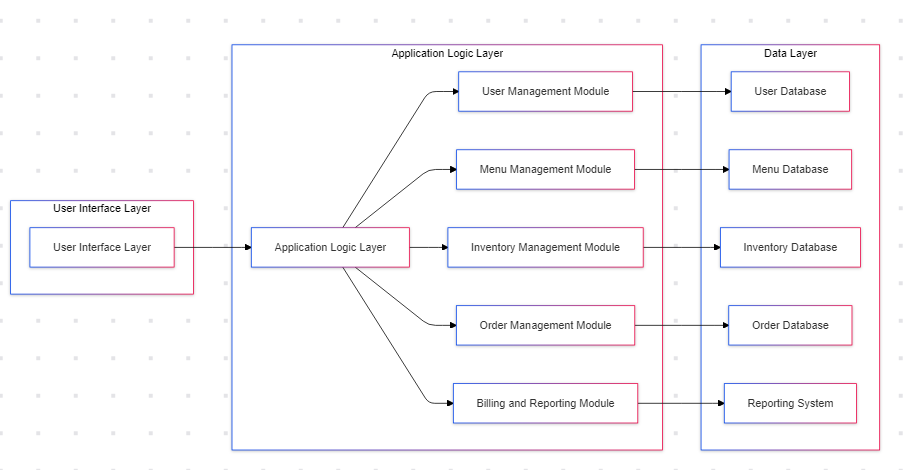 Application Logic Layer
Data Layer
User Management Module
User Database
Menu Management Module
Menu Database
User Interface Layer
User Interface Layer
Application Logic Layer
Inventory Management Module
Inventory Database
Order Management Module
Order Database
Billing and Reporting Module
Reporting System